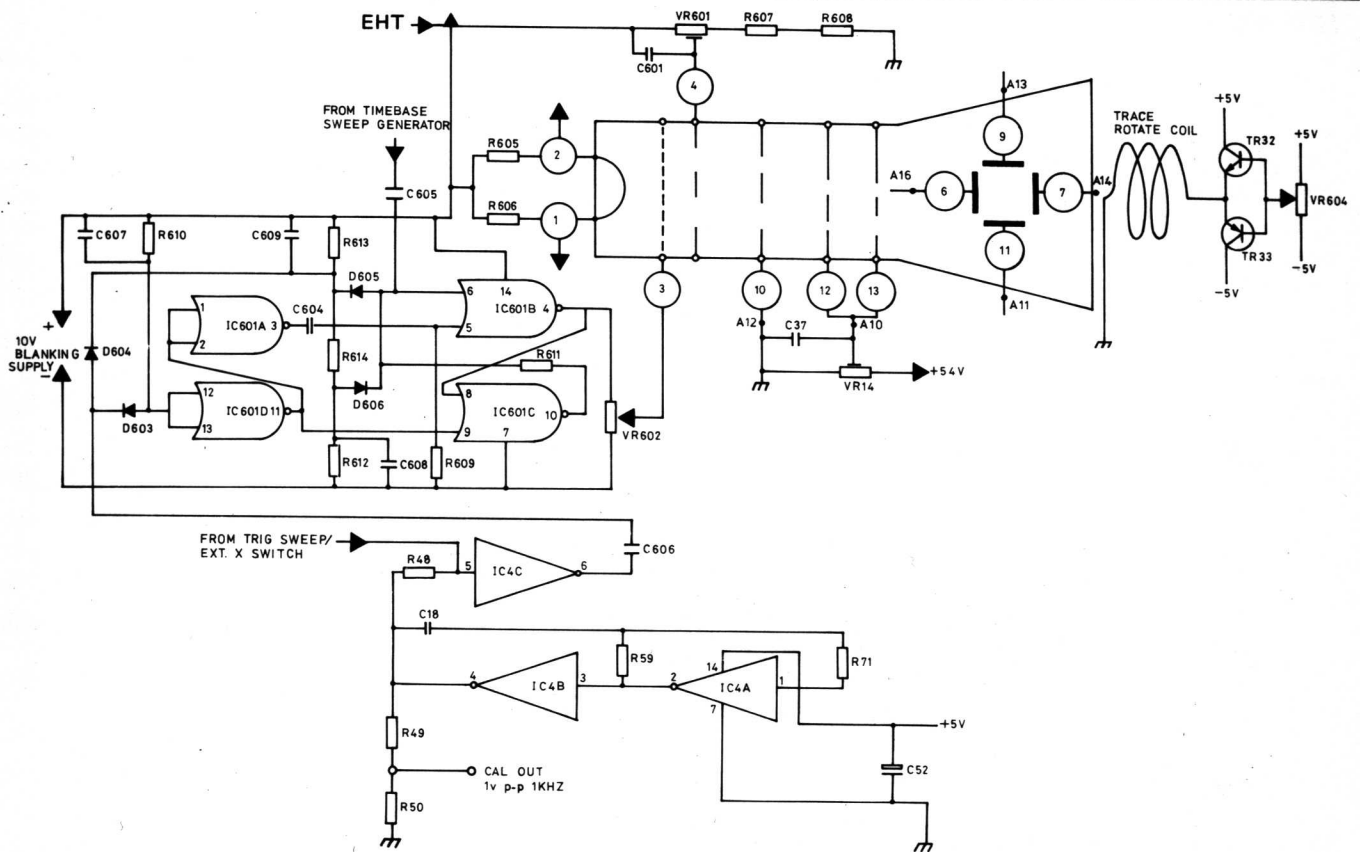 EHT
VR601
R607
R608
C601
4
FROM TIMEBASE
SWEEP GENERATOR
A13
TRACE
ROTATE COIL
+5V
TR32
+5V
9
R605
2
C605
A16
6
7
A14
VR604
R606
1
C607
R610
C609
R613
11
TR33
-5V
-5V
D605
14
3
10
12
13
A11
1
6
IC601A
3
C604
IC601B
4
5
A12
C37
A10
2
+
10V
BLANKING
SUPPLY
-
D604
R614
R611
VR14
+54V
D606
12
8
IC601D
11
IC601C
10
D603
13
9
7
VR602
R612
C608
R609
FROM TRIG SWEEP/
EXT. X SWITCH
R48
5
IC4C
6
C606
C18
R59
14
R71
4
IC4B
3
2
IC4A
1
7
+5V
R49
C52
CAL OUT
1v p-p 1KHZ
R50